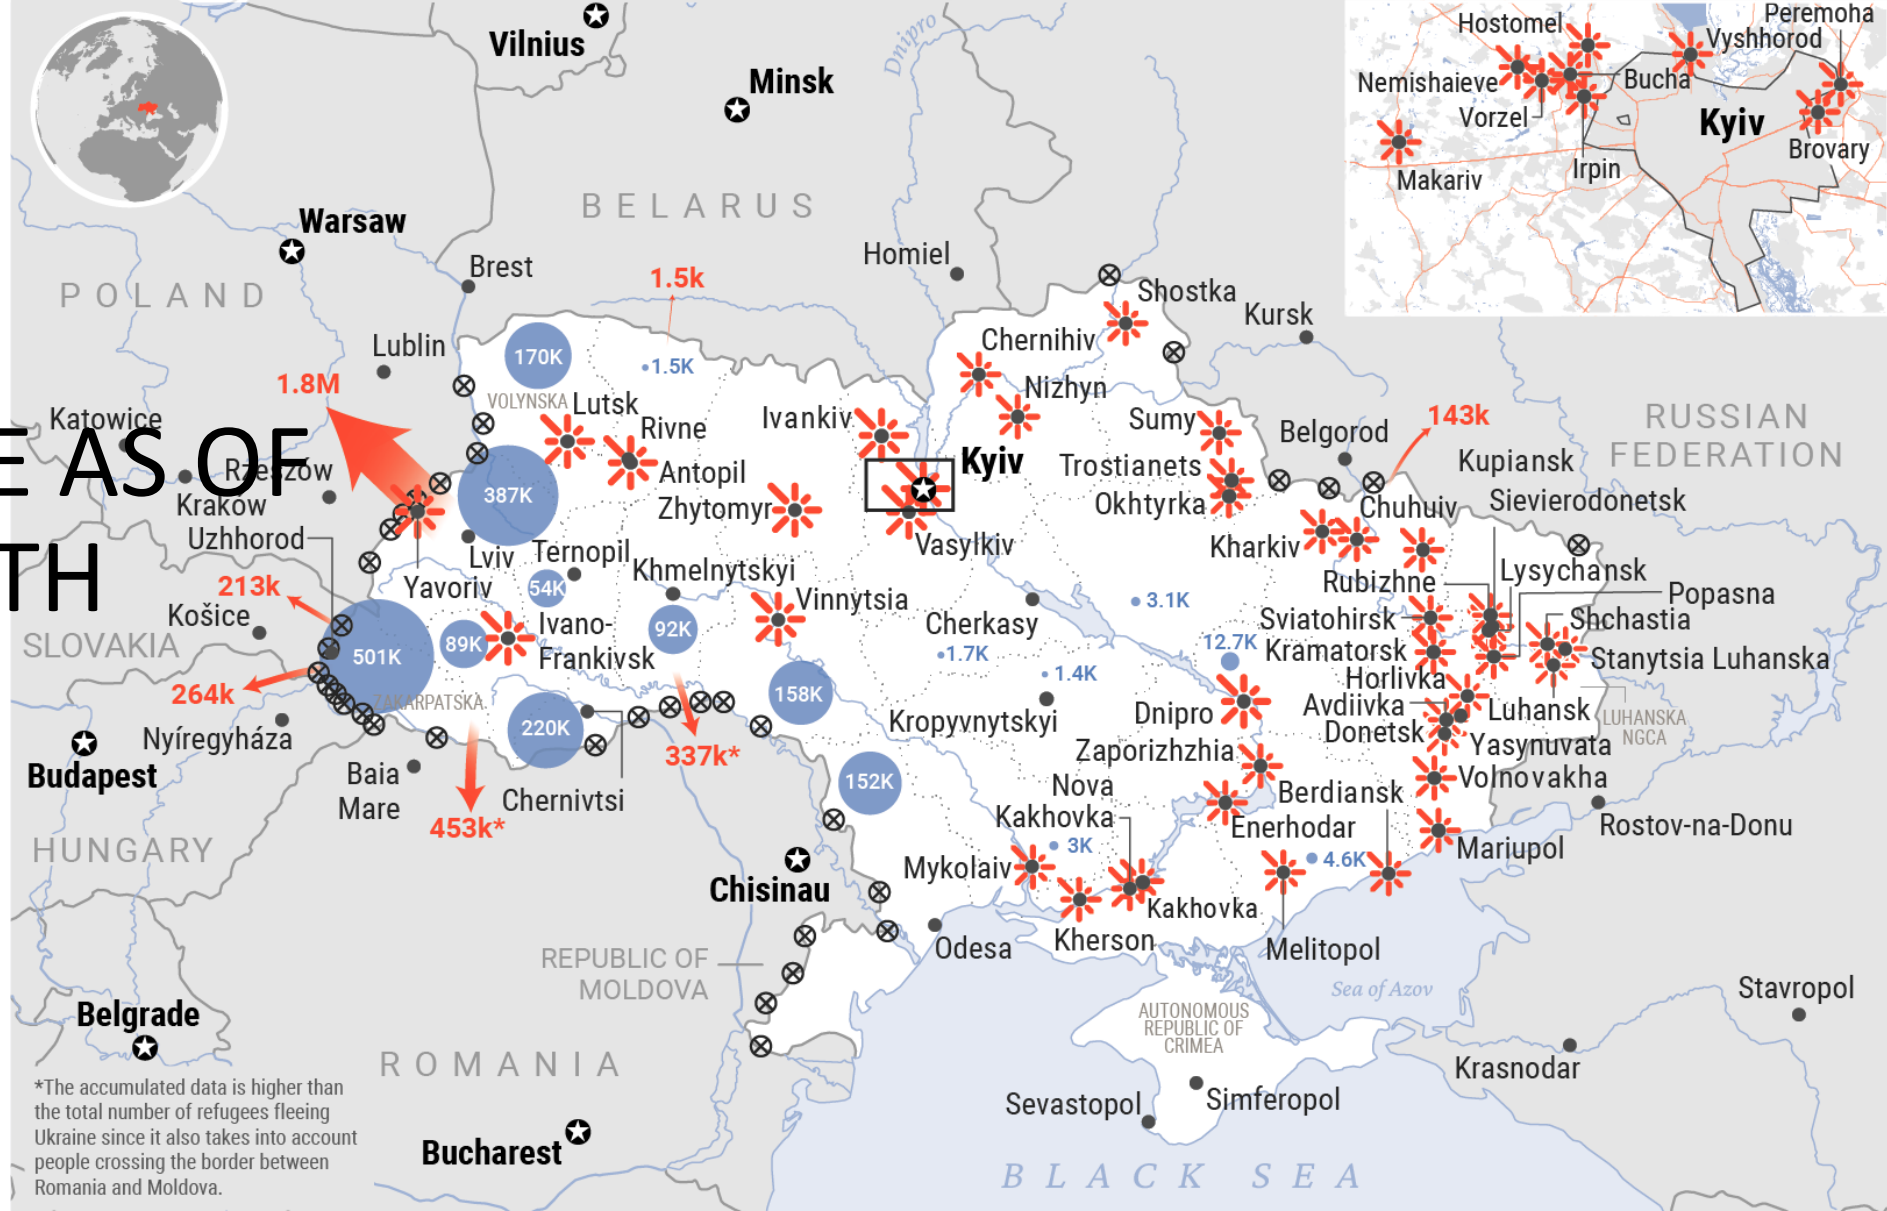 Vilnius
Minsk
Dnipro
BELARUS
Warsaw
POLAND
Brest
Homiel
1.5k
Lublin
1.8M
Katowice
E AS OF
TH
Rzeszów
Kraków
Uzhhorod
213k
Košice
SLOVAKIA
264k
Nyíregyháza
Budapest
HUNGARY
Baia
Mare
453k*
Chernivtsi
337k*
170K
VOLYNSKA
Lutsk
1.5K
Rivne
Antopil
Zhytomyr
387K
Lviv
Yavoriv
Ternopil
54K
Khmelnytskyi
501K
89K
Ivano-
Frankivsk
92K
ZAKARPATSKA
220K
Vinnytsia
158K
152K
Ivankiv
Kyiv
Vasylkiv
Chernihiv
Nizhyn
Shostka
Kursk
Sumy
Trostianets
Okhtyrka
Belgorod
143k
RUSSIAN
FEDERATION
Kupiansk
Sievierodonetsk
Chuhuiv
Kharkiv
Rubizhne
Lysychansk
Popasna
Sviatohirsk
Shchastia
Kramatorsk
Stanytsia Luhanska
Horlivka
Avdiivka
Luhansk
LUHANSKA
NGCA
Donetsk
Yasynuvata
Volnovakha
Rostov-na-Donu
Mariupol
Cherkasy
1.7K
3.1K
1.4K
12.7K
Kropyvnytskyi
Dnipro
Zaporizhzhia
Nova
Kakhovka
Berdiansk
Enerhodar
3K
4.6K
Mykolaiv
Kakhovka
Kherson
Melitopol
Odesa
Chisinau
REPUBLIC OF
MOLDOVA
Sea of Azov
AUTONOMOUS
REPUBLIC OF
CRIMEA
Stavropol
Krasnodar
Simferopol
Sevastopol
BLACK SEA
Belgrade
ROMANIA
Bucharest
*The accumulated data is higher than
the total number of refugees fleeing
Ukraine since it also takes into account
people crossing the border between
Romania and Moldova.
Hostomel
Peremoha
Vyshhorod
Nemishaieve
Bucha
Vorzel
Kyiv
Brovary
Irpin
Makariv